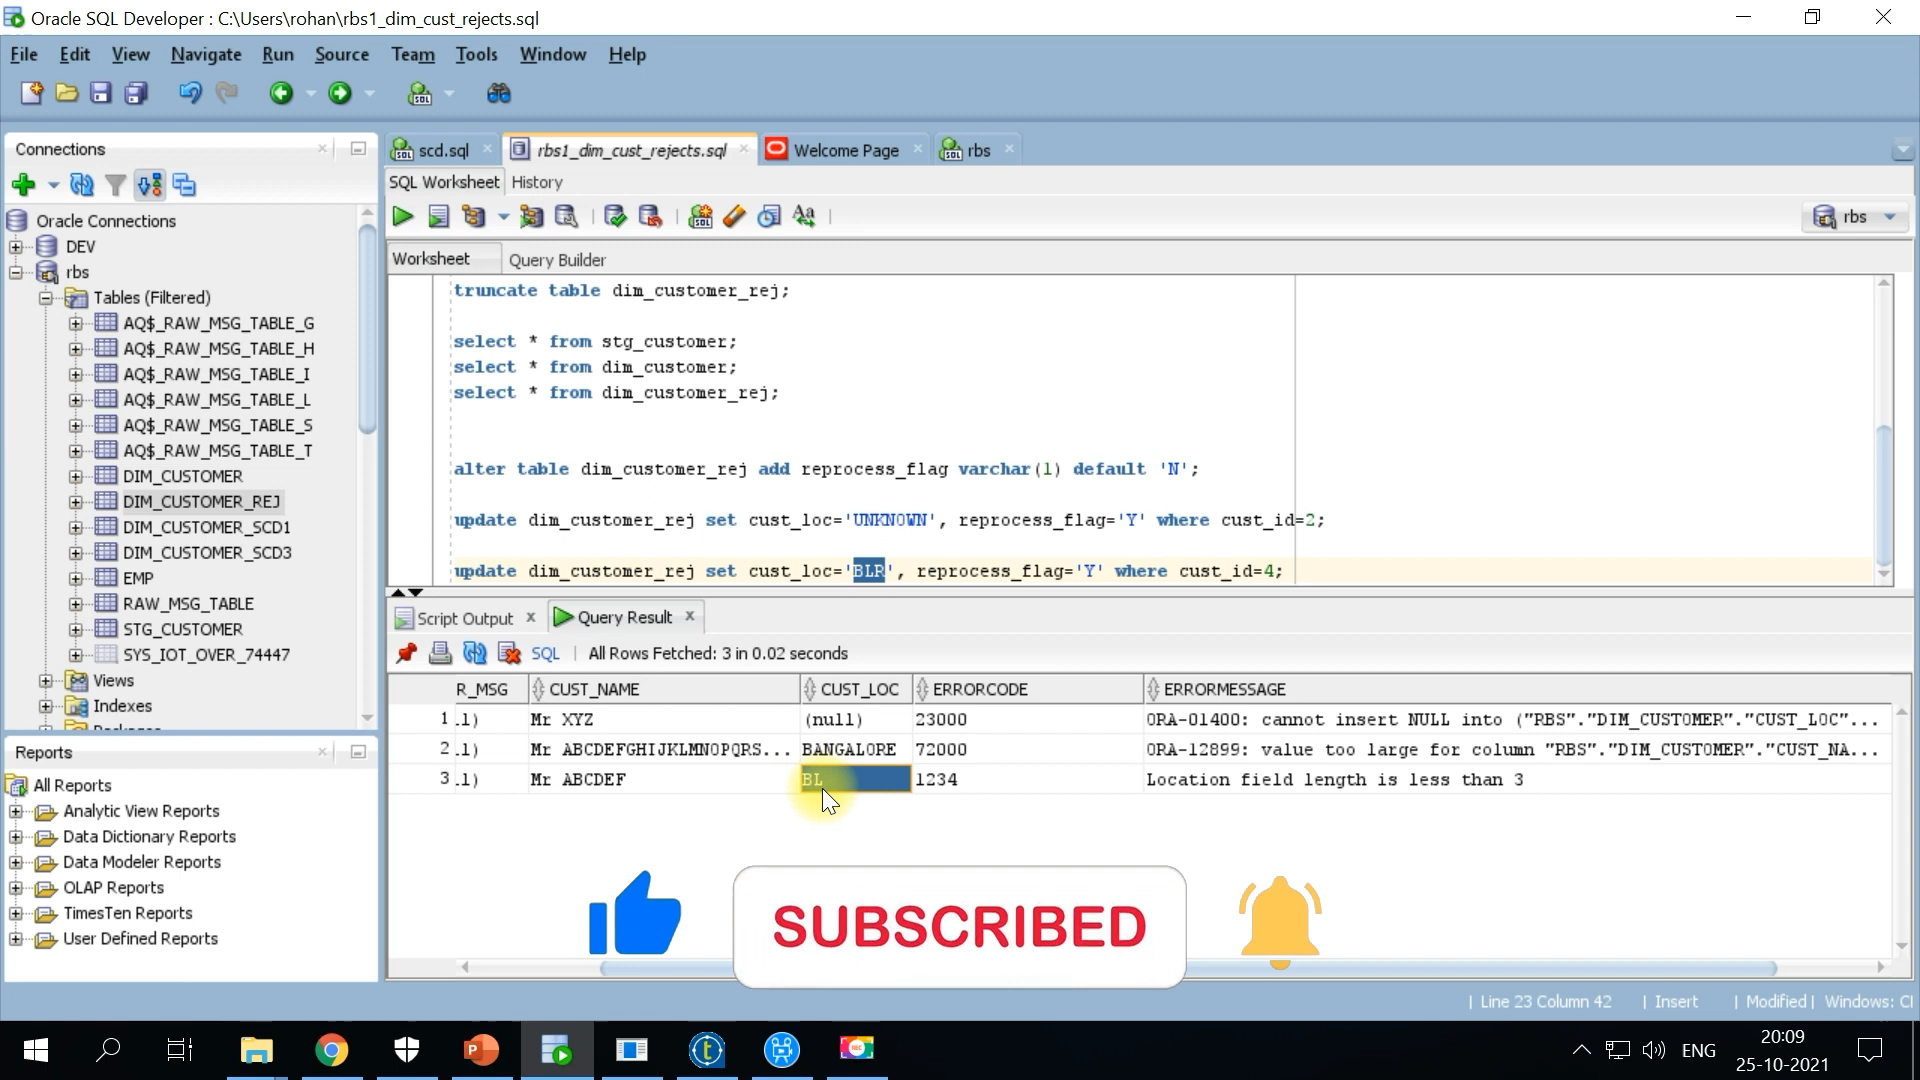 Oracle SQL Developer : C:\Users\rohan\rbs1_dim_cust_rejects.sql
File Edit View Navigate Run Source Team Tools Window Help
Connections
Oracle Connections
DEV
rbs
Tables (Filtered)
AQ$_RAW_MSG_TABLE_G
AQ$_RAW_MSG_TABLE_H
AQ$_RAW_MSG_TABLE_I
AQ$_RAW_MSG_TABLE_L
AQ$_RAW_MSG_TABLE_S
AQ$_RAW_MSG_TABLE_T
DIM_CUSTOMER
DIM_CUSTOMER_REJ
DIM_CUSTOMER_SCD1
DIM_CUSTOMER_SCD3
EMP
RAW_MSG_TABLE
STG_CUSTOMER
SYS_IOT_OVER_74447
Views
Indexes
Reports
All Reports
Analytic View Reports
Data Dictionary Reports
Data Modeler Reports
OLAP Reports
TimesTen Reports
User Defined Reports
scd.sql rbs1_dim_cust_rejects.sql Welcome Page rbs
SQL Worksheet History
rbs
Worksheet Query Builder
truncate table dim_customer_rej;
select * from stg_customer;
select * from dim_customer;
select * from dim_customer_rej;
alter table dim_customer_rej add reprocess_flag varchar(1) default 'N';
update dim_customer_rej set cust_loc='UNKNOWN', reprocess_flag='Y' where cust_id=2;
update dim_customer_rej set cust_loc='BLR', reprocess_flag='Y' where cust_id=4;
Script Output Query Result
SQL All Rows Fetched: 3 in 0.02 seconds
R_MSG CUST_NAME CUST_LOC ERRORCODE ERRORMESSAGE
1 .l) Mr XYZ (null) 23000 ORA-01400: cannot insert NULL into ("RBS"."DIM_CUSTOMER"."CUST_LOC"...
2 .l) Mr ABCDEFGHIJKLMNOPQRS... BANGALORE 72000 ORA-12899: value too large for column "RBS"."DIM_CUSTOMER"."CUST_NA...
3 .l) Mr ABCDEF BL 1234 Location field length is less than 3
SUBSCRIBED
Line 23 Column 42 | Insert | Modified | Windows: Cl
ENG
20:09
25-10-2021